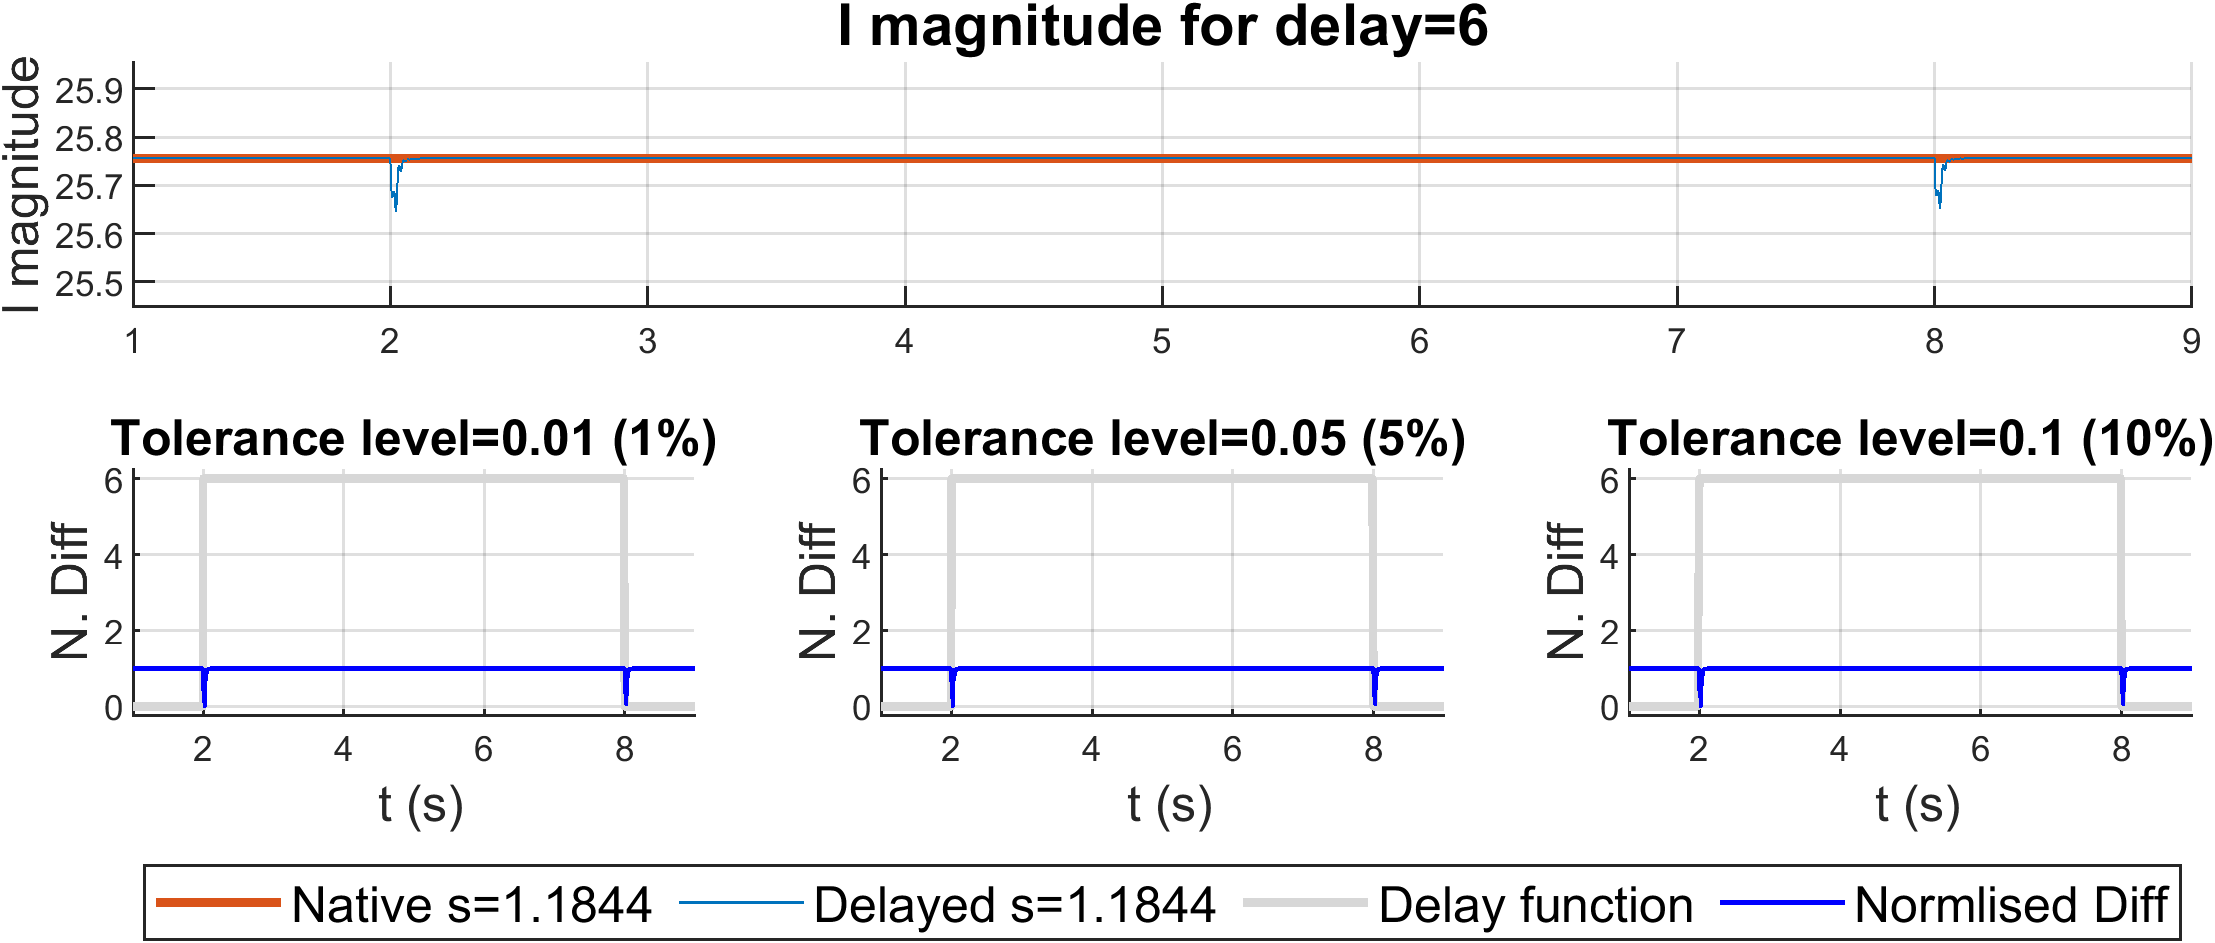 I magnitude for delay=6
I magnitude
25.9
25.8
25.7
25.6
25.5
1 2 3 4 5 6 7 8 9
Tolerance level=0.01 (1%)
N. Diff
6
4
2
0
2 4 6 8
t (s)
Tolerance level=0.05 (5%)
N. Diff
6
4
2
0
2 4 6 8
t (s)
Tolerance level=0.1 (10%)
N. Diff
6
4
2
0
2 4 6 8
t (s)
Native s=1.1844 Delayed s=1.1844 Delay function Normlised Diff